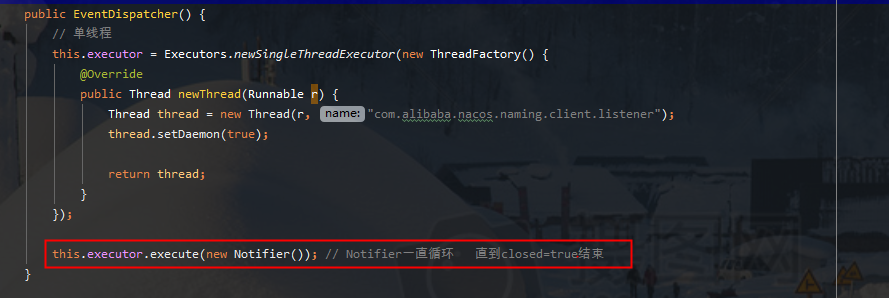 public EventDispatcher() {
// 单线程
this.executor = Executors.newSingleThreadExecutor(new ThreadFactory() {
@Override
public Thread newThread(Runnable r) {
Thread thread = new Thread(r, name: "com.alibaba.nacos.naming.client.listener");
thread.setDaemon(true);
return thread;
}
});
this.executor.execute(new Notifier()); // Notifier一直循环 直到closed=true结束
}